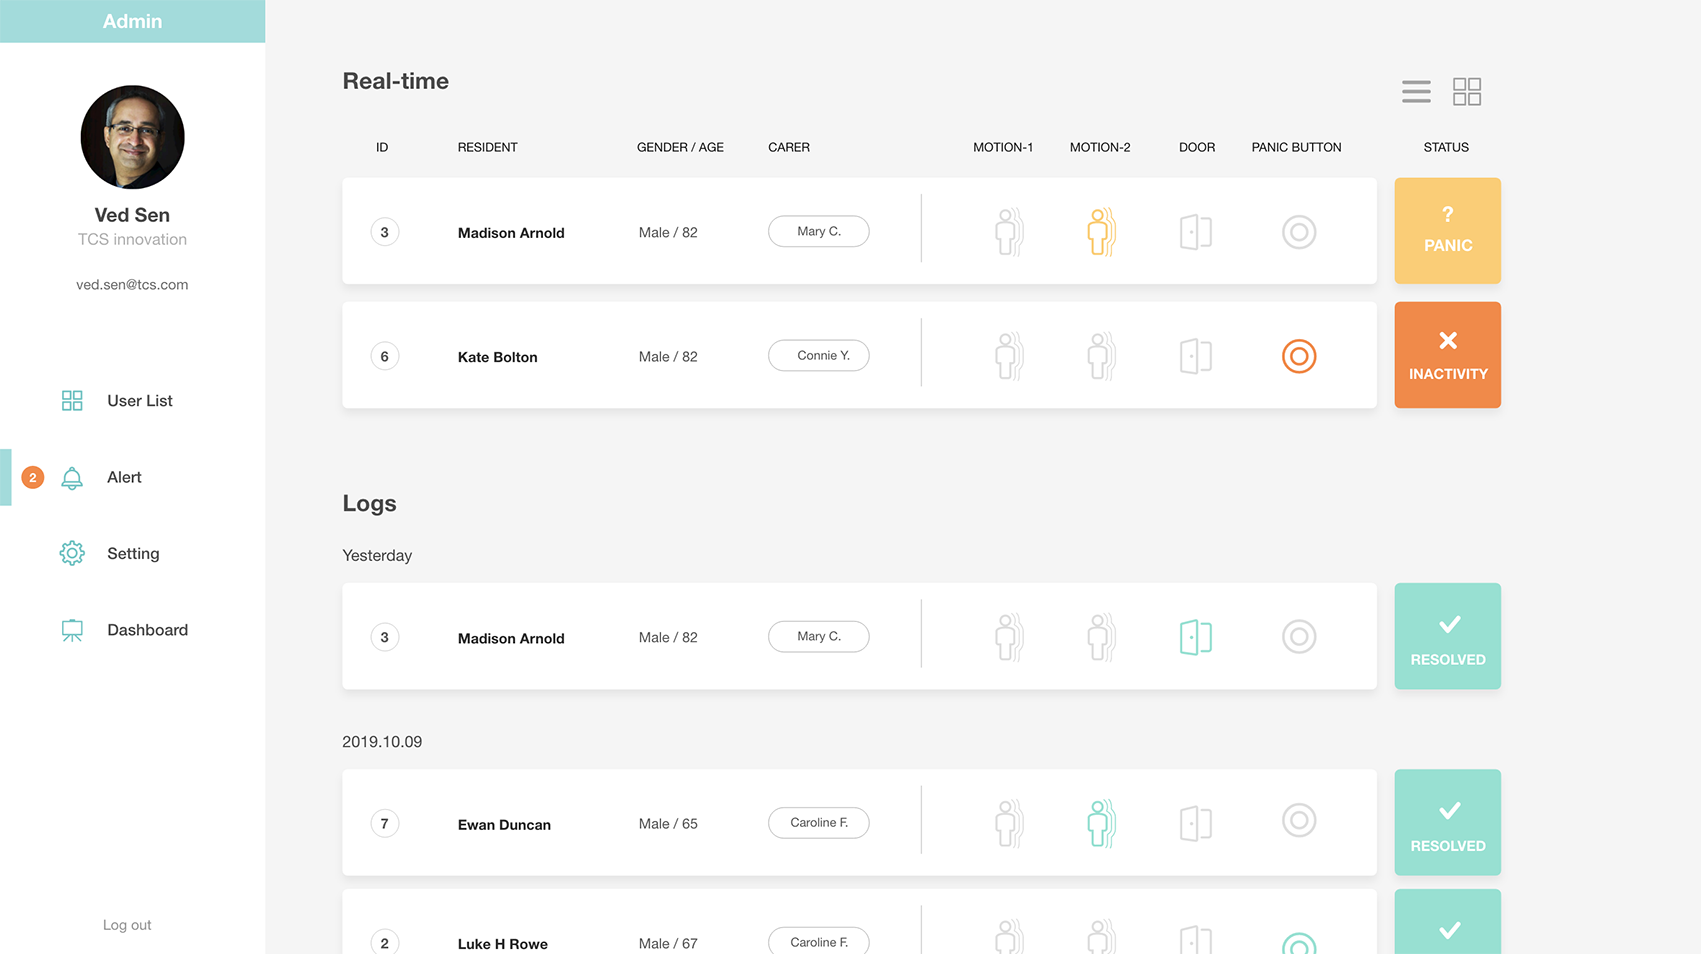 Admin
Ved Sen
TCS innovation
ved.sen@tcs.com
User List
2
Alert
Setting
Dashboard
Log out
Real-time
ID RESIDENT GENDER / AGE CARER MOTION-1 MOTION-2 DOOR PANIC BUTTON STATUS
3 Madison Arnold Male / 82 Mary C.
?
PANIC
6 Kate Bolton Male / 82 Connie Y.
INACTIVITY
Logs
Yesterday
3 Madison Arnold Male / 82 Mary C.
RESOLVED
2019.10.09
7 Ewan Duncan Male / 65 Caroline F.
RESOLVED
2 Luke H Rowe Male / 67 Caroline F.